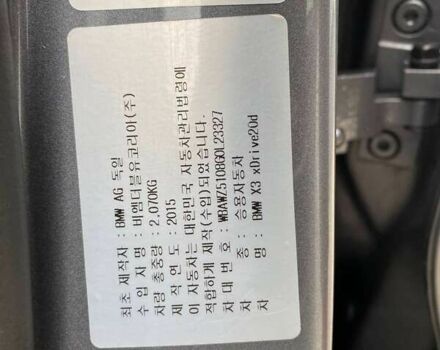 최초 제작자 : BMW AG 독일
수 입 자 명 : 비엠더블유코리아(주)
차량 총중량 : 2,070KG
제 작 연 도 : 2015
이 자동차는 대한민국 자동차관리법령에
적합하게 제작(수입)되었습니다.
차 대 번 호 : WBAWZ5108G0L23327
차 종 : 승용자동차
차 명 : BMW X3 xDrive20d